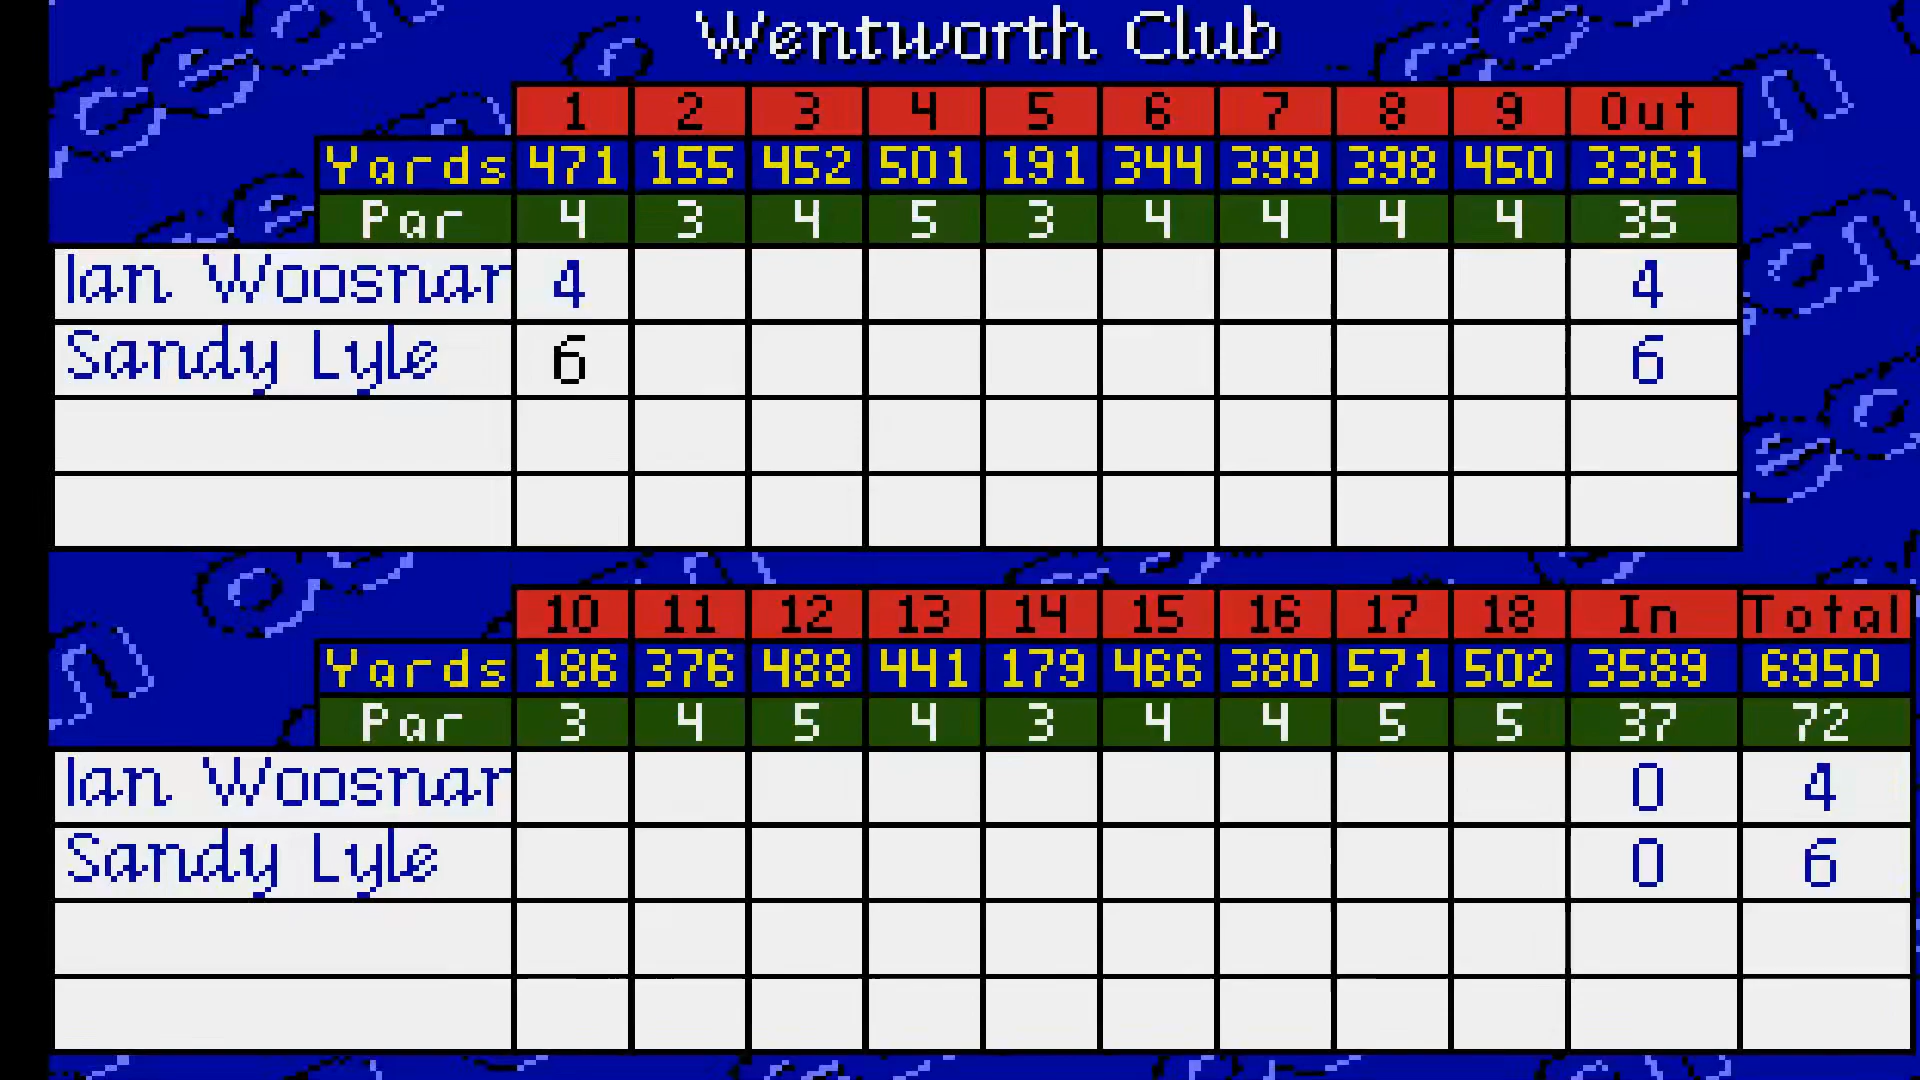 Wentworth Club
1 2 3 4 5 6 7 8 9 Out
Yards 471 155 452 501 191 344 399 398 450 3361
Par 4 3 4 5 3 4 4 4 4 35
Ian Woosnar 4 4
Sandy Lyle 6 6
10 11 12 13 14 15 16 17 18 In Total
Yards 186 376 488 441 179 466 380 571 502 3589 6950
Par 3 4 5 4 3 4 4 5 5 37 72
Ian Woosnar 0 4
Sandy Lyle 0 6